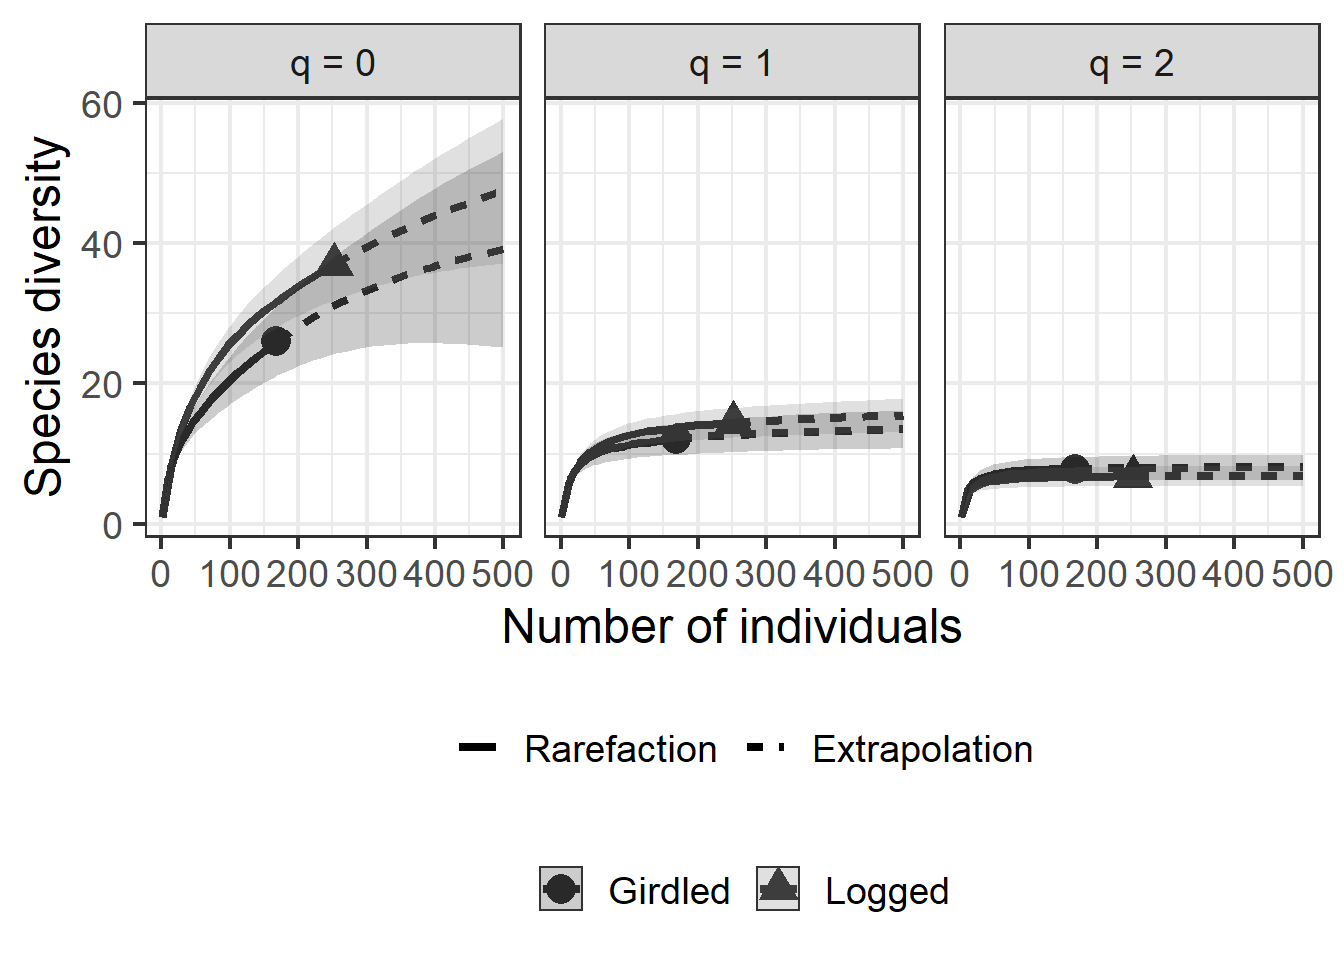 q = 0 q = 1 q = 2
60
40
20
0
Species diversity
0 100 200 300 400 500 0 100 200 300 400 500 0 100 200 300 400 500
Number of individuals
Rarefaction Extrapolation
Girdled Logged